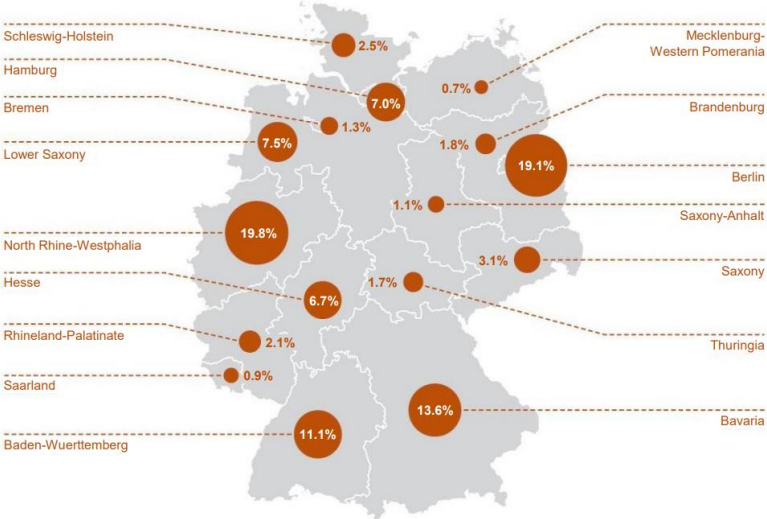 Schleswig-Holstein
2.5%
Mecklenburg-
Western Pomerania
Hamburg
7.0%
0.7%
Brandenburg
Bremen
1.3%
1.8%
Lower Saxony
7.5%
19.1%
Berlin
1.1%
Saxony-Anhalt
North Rhine-Westphalia
19.8%
3.1%
Saxony
Hesse
6.7%
1.7%
Thuringia
Rhineland-Palatinate
2.1%
Saarland
0.9%
13.6%
Bavaria
Baden-Wuerttemberg
11.1%